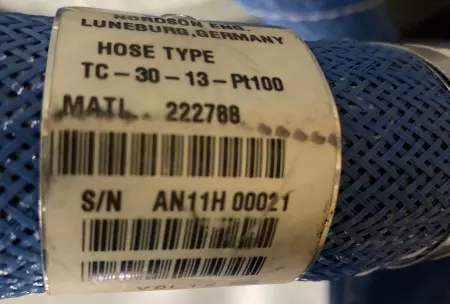 NORDSON ENG.
LUNEBURG,GERMANY
HOSE TYPE
TC-30-13-Pt100
MATL. 222788
S/N AN11H 00021